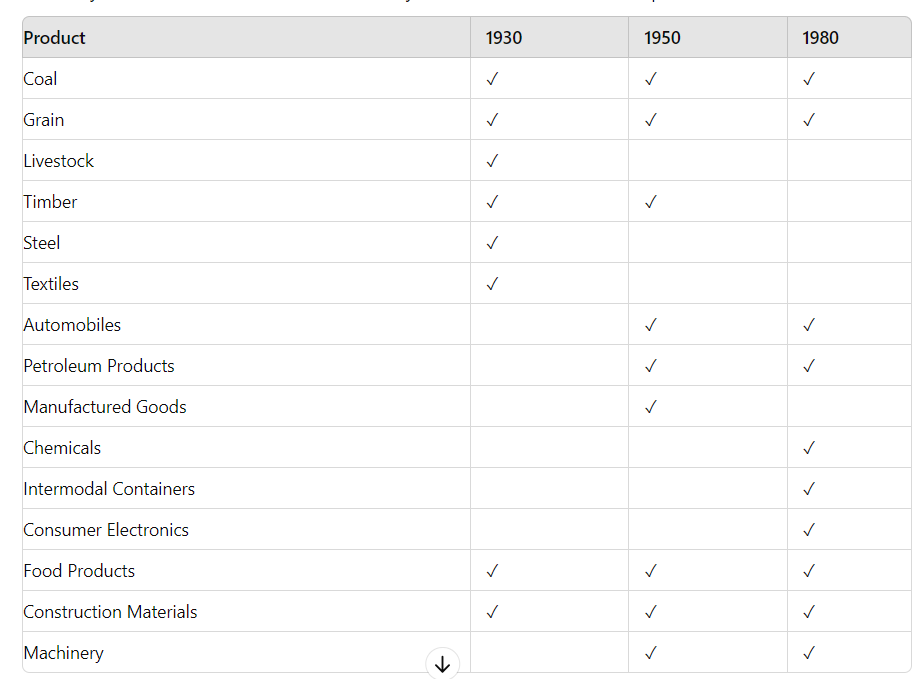 Product 1930 1950 1980
Coal ✓ ✓ ✓
Grain ✓ ✓ ✓
Livestock ✓
Timber ✓ ✓
Steel ✓
Textiles ✓
Automobiles ✓ ✓
Petroleum Products ✓ ✓
Manufactured Goods ✓
Chemicals ✓
Intermodal Containers ✓
Consumer Electronics ✓
Food Products ✓ ✓ ✓
Construction Materials ✓ ✓ ✓
Machinery ✓ ✓